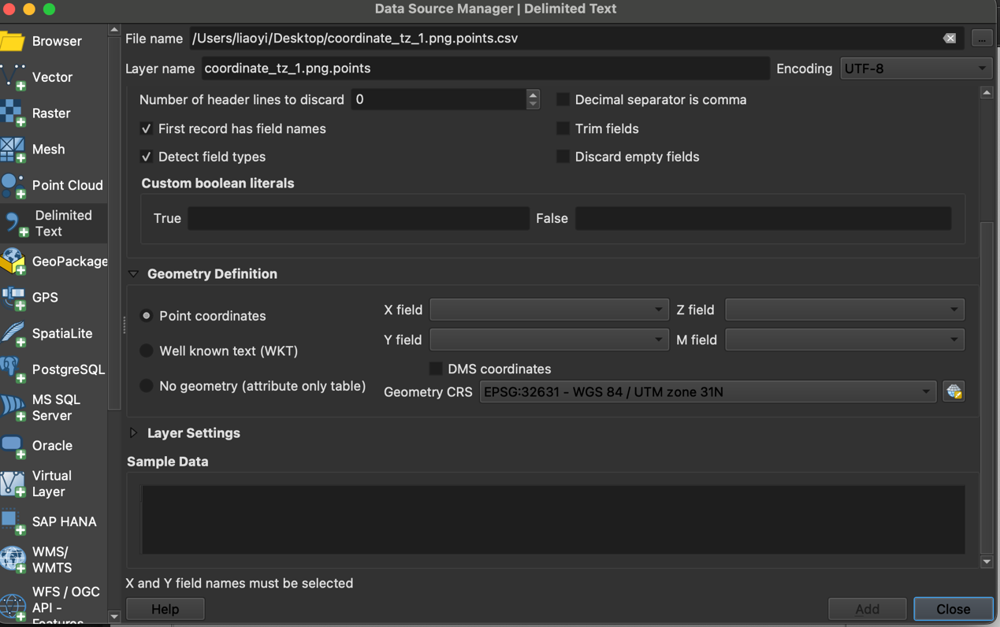 Data Source Manager | Delimited Text
Browser
Vector
Raster
Mesh
Point Cloud
Delimited
Text
GeoPackage
GPS
SpatiaLite
PostgreSQL
MS SQL
Server
Oracle
Virtual
Layer
SAP HANA
WMS/
WMTS
WFS / OGC
API -
Features
File name /Users/liaoyi/Desktop/coordinate_tz_1.png.points.csv ...
Layer name coordinate_tz_1.png.points Encoding UTF-8
Number of header lines to discard 0 Decimal separator is comma
First record has field names Trim fields
Detect field types Discard empty fields
Custom boolean literals
True False
Geometry Definition
Point coordinates X field Z field
Y field M field
Well known text (WKT)
DMS coordinates
No geometry (attribute only table) Geometry CRS EPSG:32631 - WGS 84 / UTM zone 31N
Layer Settings
Sample Data
X and Y field names must be selected
Help Add Close